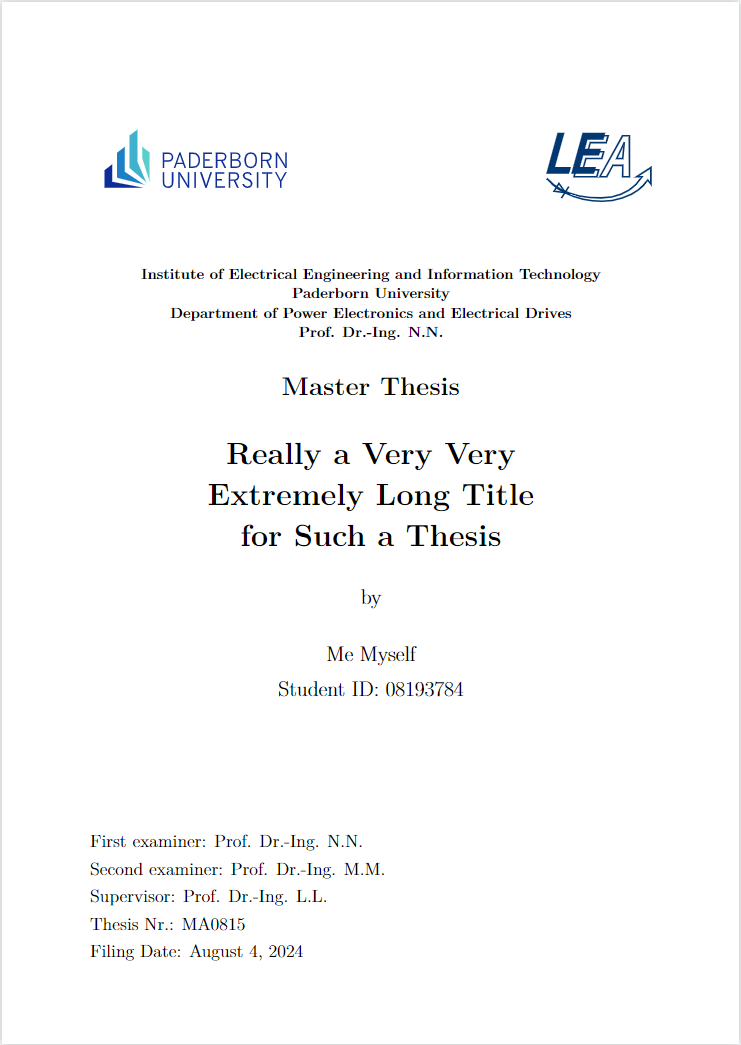 PADERBORN
UNIVERSITY
LEA
Institute of Electrical Engineering and Information Technology
Paderborn University
Department of Power Electronics and Electrical Drives
Prof. Dr.-Ing. N.N.
Master Thesis
Really a Very Very
Extremely Long Title
for Such a Thesis
by
Me Myself
Student ID: 08193784
First examiner: Prof. Dr.-Ing. N.N.
Second examiner: Prof. Dr.-Ing. M.M.
Supervisor: Prof. Dr.-Ing. L.L.
Thesis Nr.: MA0815
Filing Date: August 4, 2024